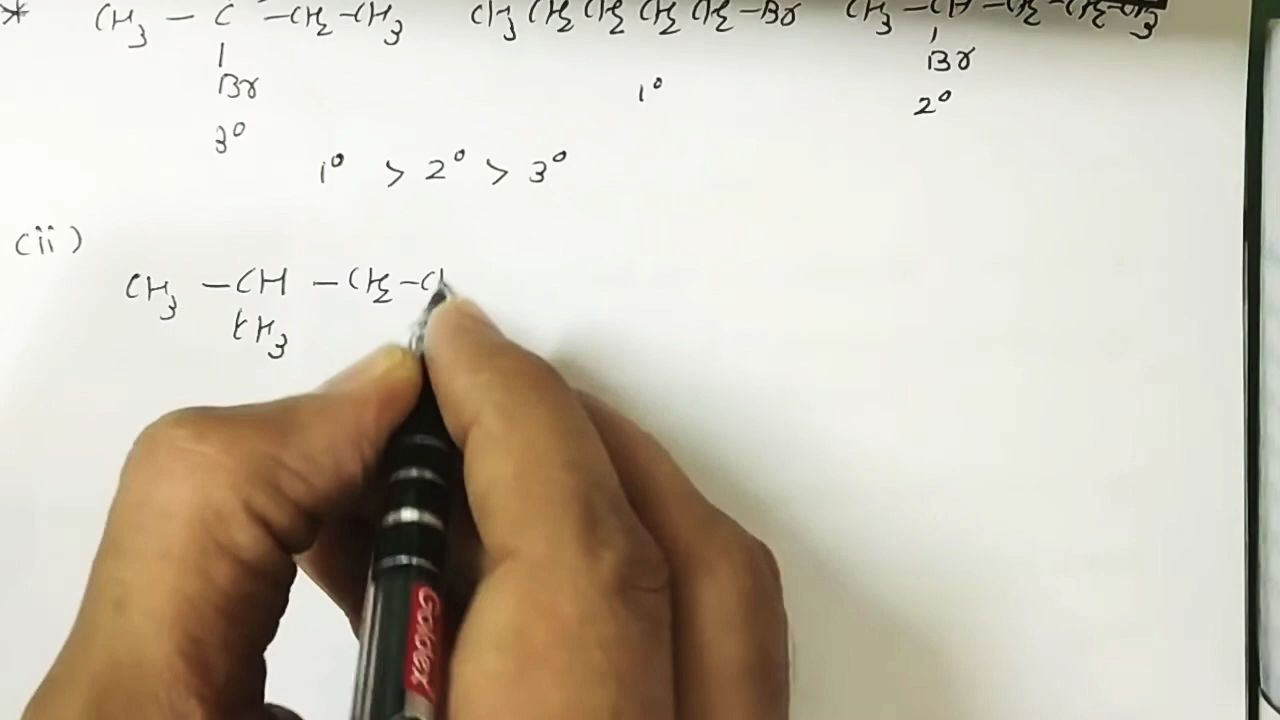 * CH3 — C — CH2 — CH3 CH3 CH2 CH2 CH2 CH2 — Br CH3 — CH — CH2 — CH2 — CH3
Br Br
3° 1° 2°
1° > 2° > 3°
(ii)
CH3 — CH — CH2 — C
CH3
Goldex